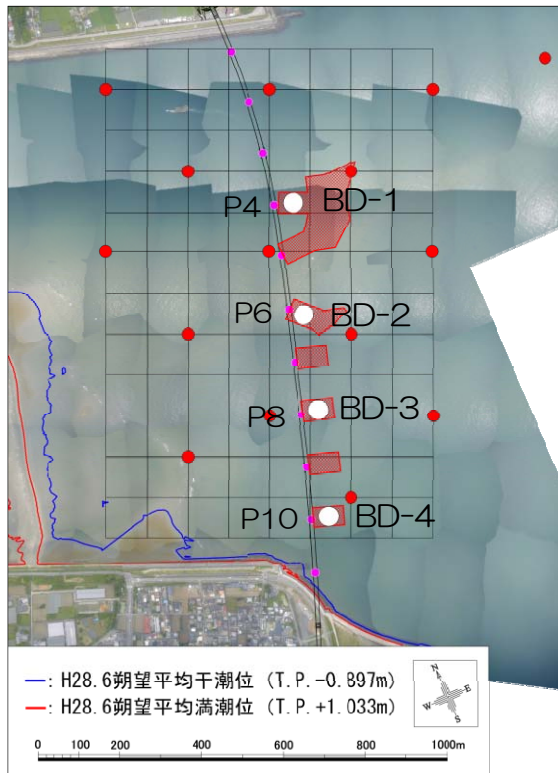 P4 BD-1
P6 BD-2
P8 BD-3
P10 BD-4
―: H28.6朔望平均干潮位 (T.P.-0.897m)
―: H28.6朔望平均満潮位 (T.P.+1.033m)
N
W E
S
0 200 400 600 800 1000m